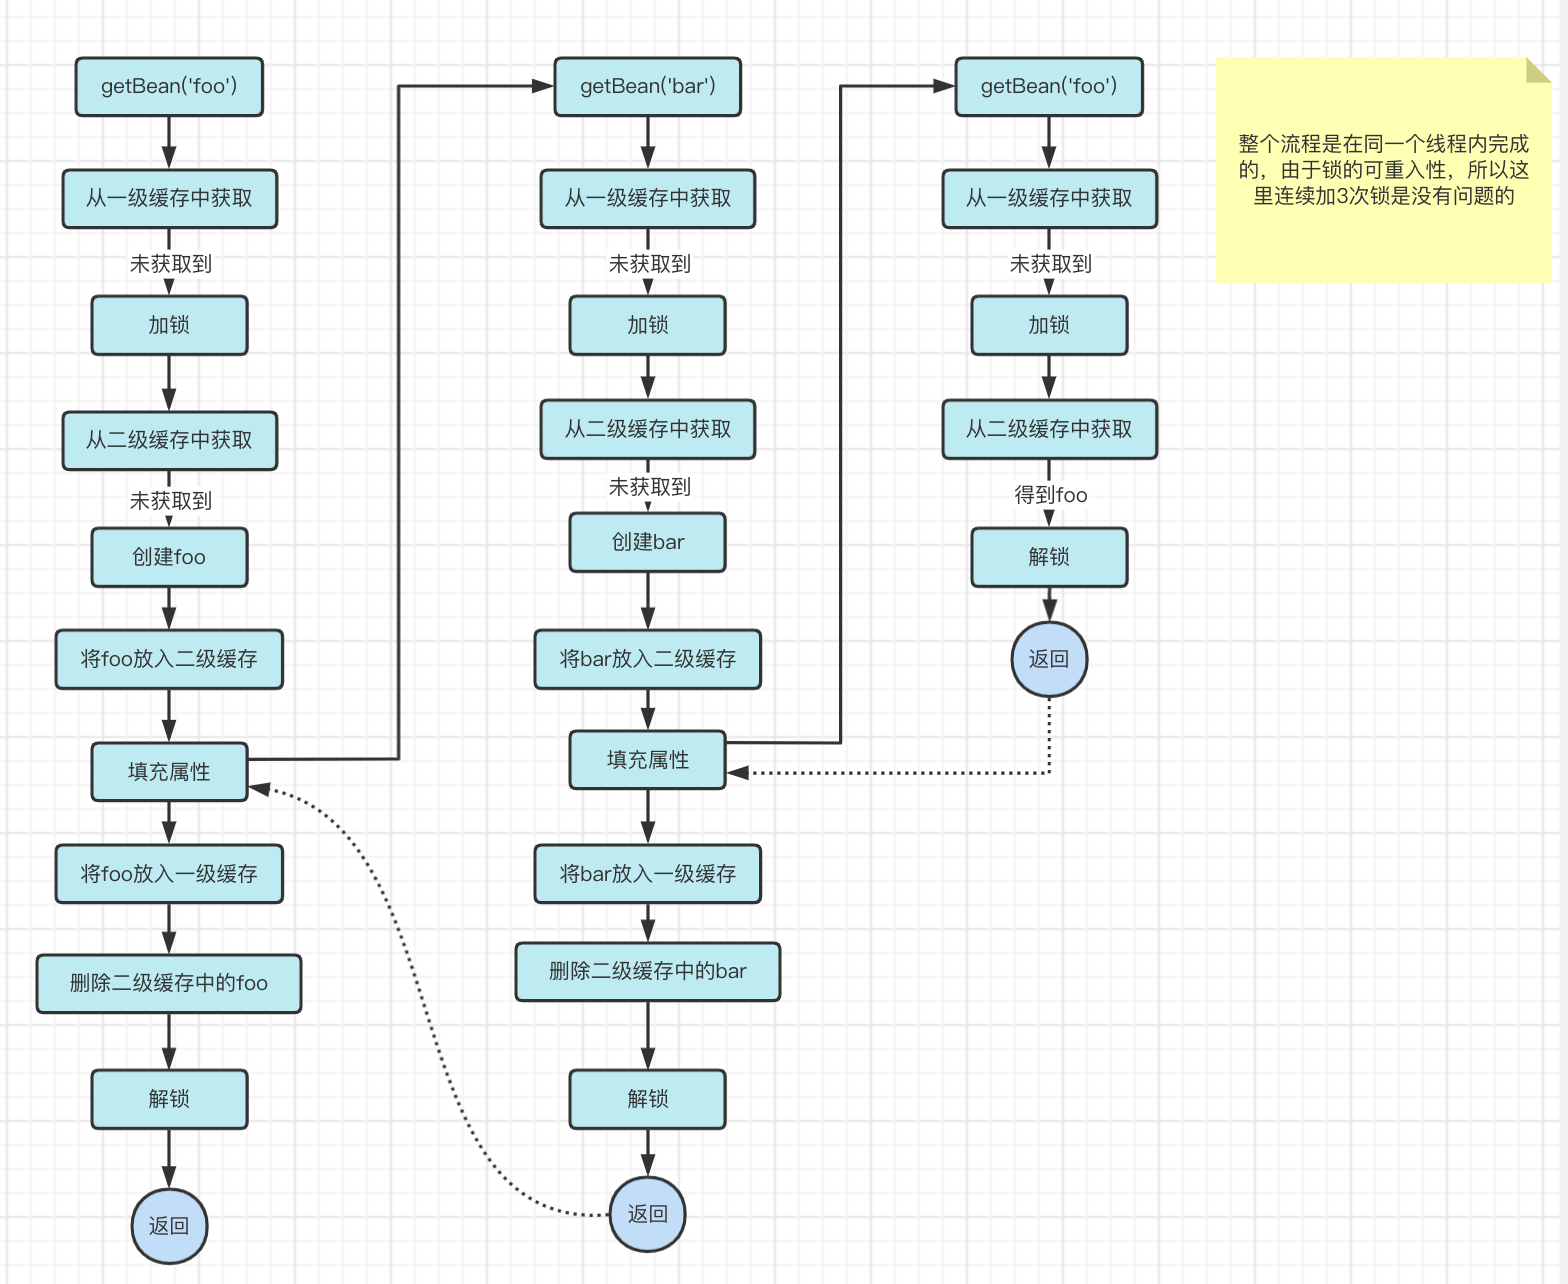 getBean('foo')
从一级缓存中获取
未获取到
加锁
从二级缓存中获取
未获取到
创建foo
将foo放入二级缓存
填充属性
将foo放入一级缓存
删除二级缓存中的foo
解锁
返回
getBean('bar')
从一级缓存中获取
未获取到
加锁
从二级缓存中获取
未获取到
创建bar
将bar放入二级缓存
填充属性
将bar放入一级缓存
删除二级缓存中的bar
解锁
返回
getBean('foo')
从一级缓存中获取
未获取到
加锁
从二级缓存中获取
得到foo
解锁
返回
整个流程是在同一个线程内完成
的，由于锁的可重入性，所以这
里连续加3次锁是没有问题的